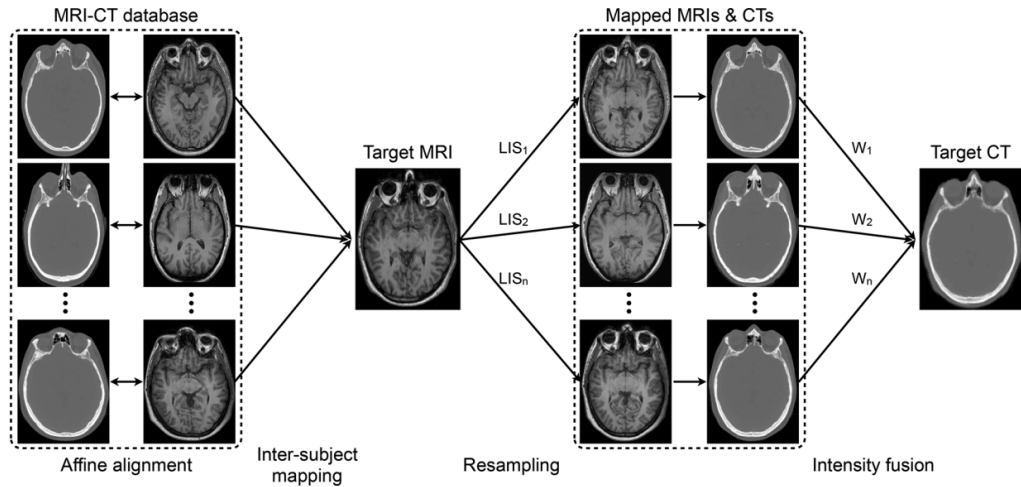 MRI-CT database
Mapped MRIs & CTs
Target MRI
LIS1
LIS2
LISn
W1
W2
Wn
Target CT
Affine alignment
Inter-subject
mapping
Resampling
Intensity fusion